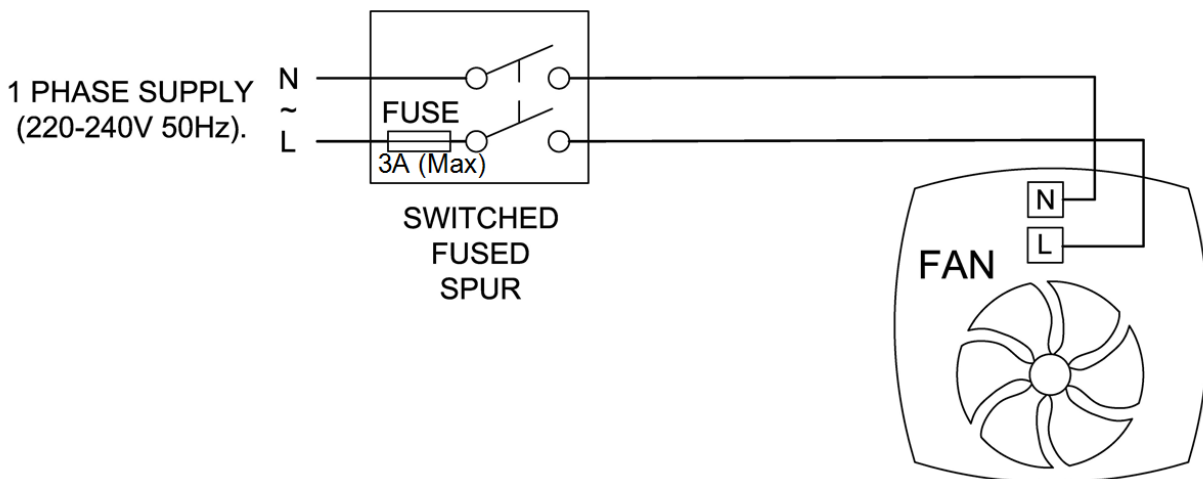 1 PHASE SUPPLY
(220-240V 50Hz).
N
~
L
FUSE
3A (Max)
SWITCHED
FUSED
SPUR
N
L
FAN